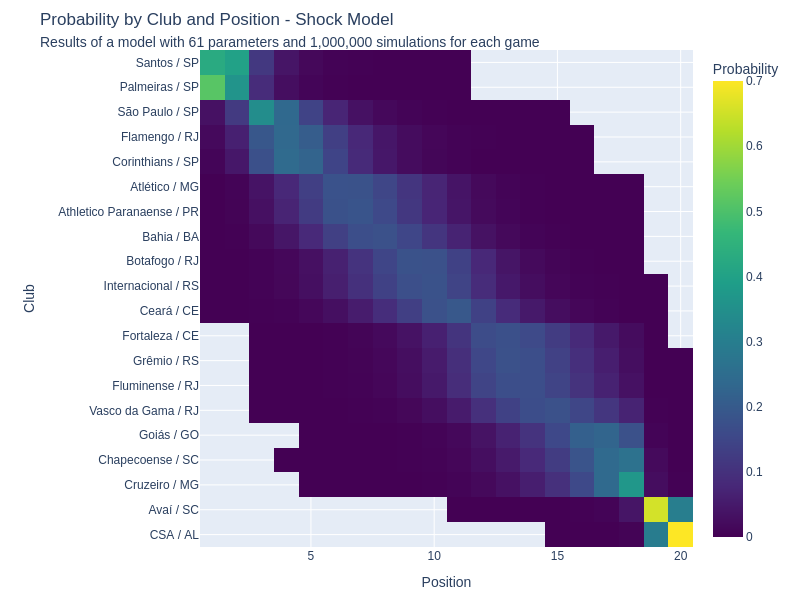 Probability by Club and Position - Shock Model
Results of a model with 61 parameters and 1,000,000 simulations for each game
Probability
Santos / SP
Palmeiras / SP
São Paulo / SP
Flamengo / RJ
Corinthians / SP
Atlético / MG
Athletico Paranaense / PR
Bahia / BA
Botafogo / RJ
Internacional / RS
Ceará / CE
Fortaleza / CE
Grêmio / RS
Fluminense / RJ
Vasco da Gama / RJ
Goiás / GO
Chapecoense / SC
Cruzeiro / MG
Avaí / SC
CSA / AL
Club
0.7
0.6
0.5
0.4
0.3
0.2
0.1
0
5 10 15 20
Position